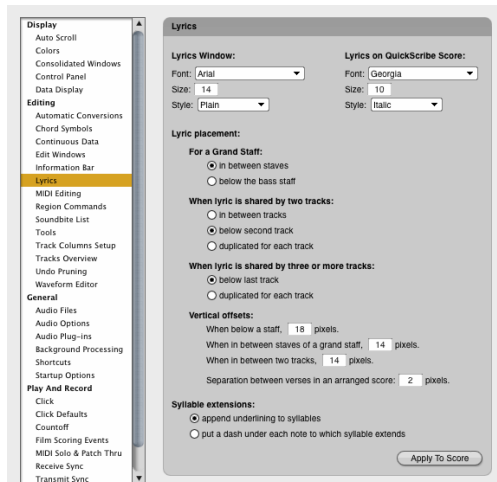 Display
Auto Scroll
Colors
Consolidated Windows
Control Panel
Data Display
Editing
Automatic Conversions
Chord Symbols
Continuous Data
Edit Windows
Information Bar
Lyrics
MIDI Editing
Region Commands
Soundbite List
Tools
Track Columns Setup
Tracks Overview
Undo Pruning
Waveform Editor
General
Audio Files
Audio Options
Audio Plug-ins
Background Processing
Shortcuts
Startup Options
Play And Record
Click
Click Defaults
Countoff
Film Scoring Events
MIDI Solo & Patch Thru
Receive Sync
Transmit Sync
Lyrics
Lyrics Window:
Font: Arial
Size: 14
Style: Plain
Lyrics on QuickScribe Score:
Font: Georgia
Size: 10
Style: Italic
Lyric placement:
For a Grand Staff:
in between staves
below the bass staff
When lyric is shared by two tracks:
in between tracks
below second track
duplicated for each track
When lyric is shared by three or more tracks:
below last track
duplicated for each track
Vertical offsets:
When below a staff, 18 pixels.
When in between staves of a grand staff, 14 pixels.
When in between two tracks, 14 pixels.
Separation between verses in an arranged score: 2 pixels.
Syllable extensions:
append underlining to syllables
put a dash under each note to which syllable extends
Apply To Score